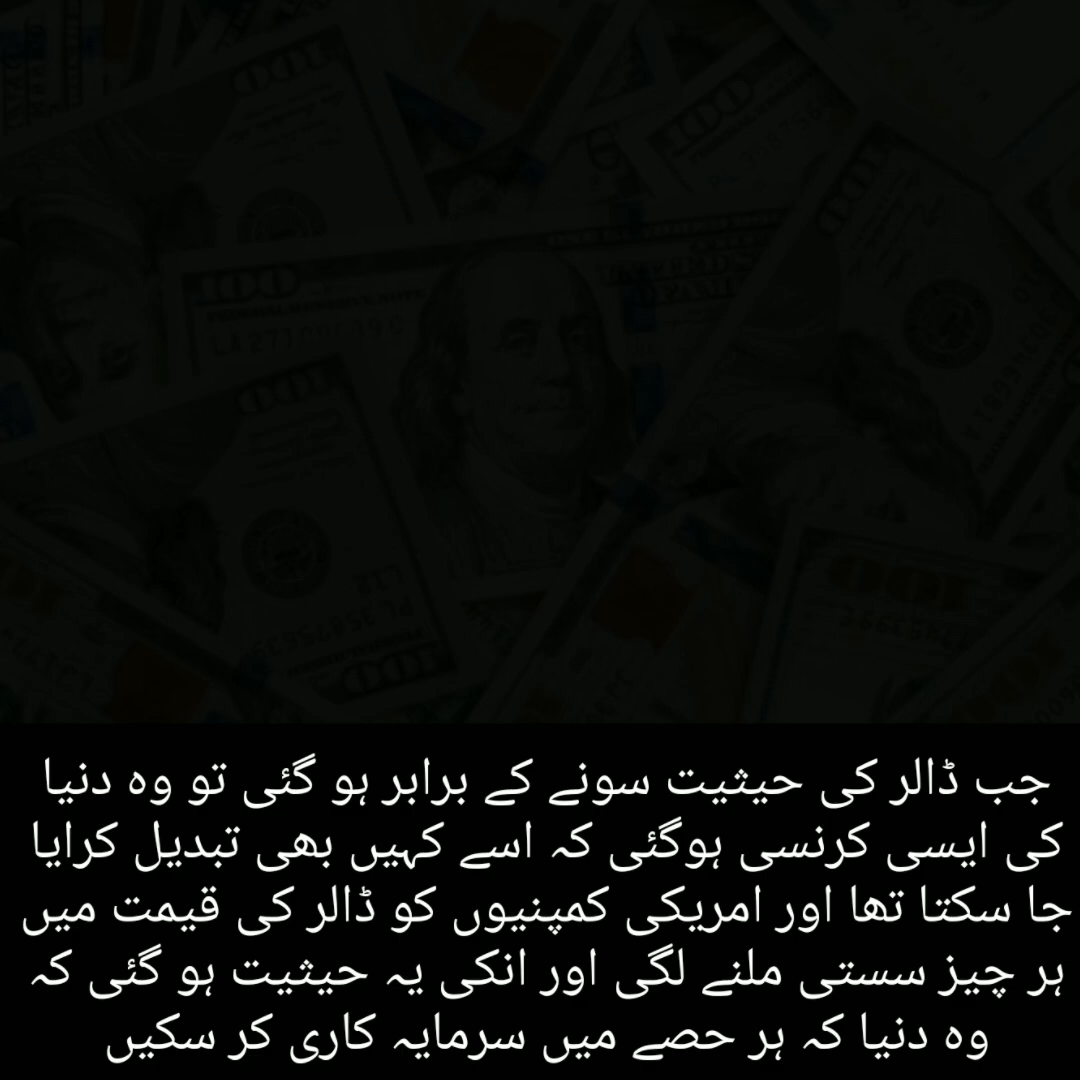 جب ڈالر کی حیثیت سونے کے برابر ہو گئی تو وہ دنیا
کی ایسی کرنسی ہوگئی کہ اسے کہیں بھی تبدیل کرایا
جا سکتا تھا اور امریکی کمپنیوں کو ڈالر کی قیمت میں
ہر چیز سستی ملنے لگی اور انکی یہ حیثیت ہو گئی کہ
وہ دنیا کہ ہر حصے میں سرمایہ کاری کر سکیں